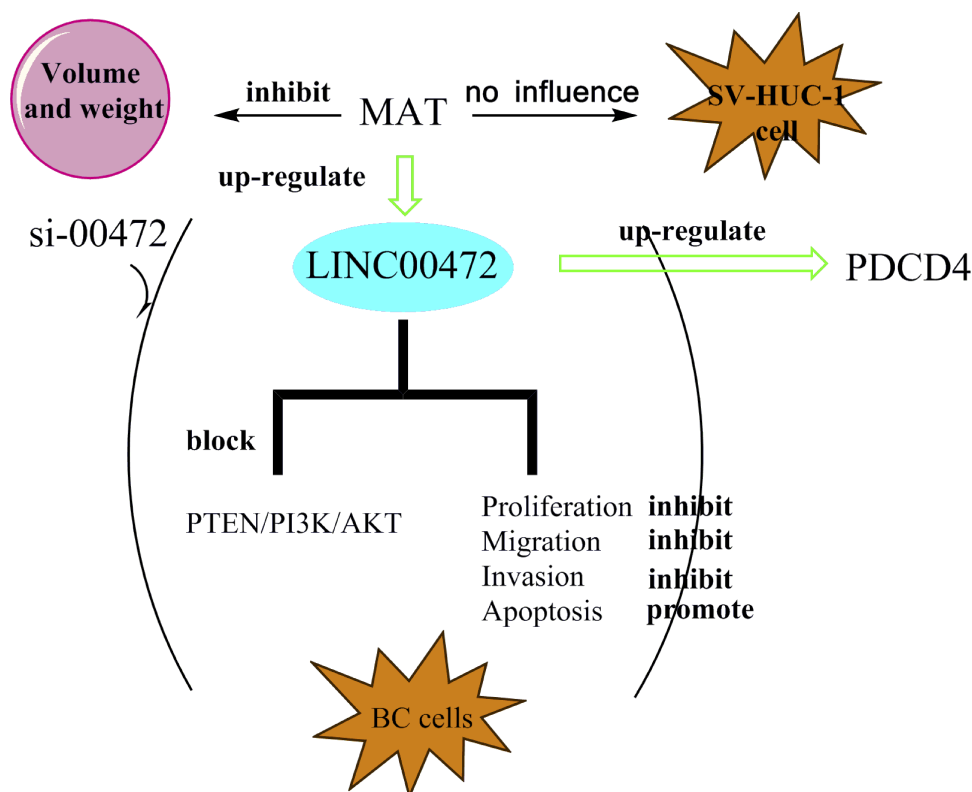 Volume
and weight
inhibit
MAT
no influence
SV-HUC-1
cell
up-regulate
si-00472
LINC00472
up-regulate
PDCD4
block
PTEN/PI3K/AKT
Proliferation inhibit
Migration inhibit
Invasion inhibit
Apoptosis promote
BC cells